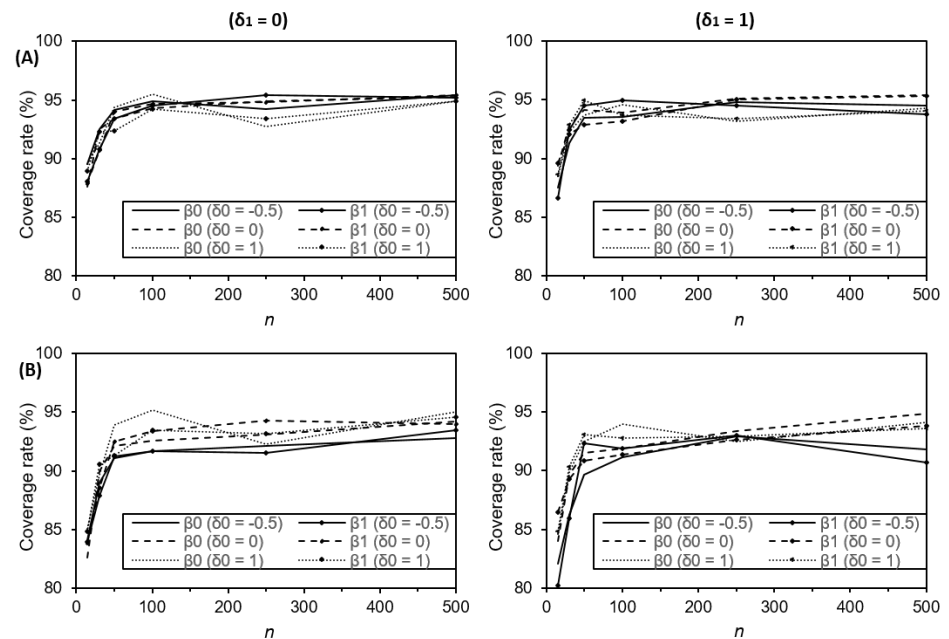 (δ1 = 0)
(δ1 = 1)
(A)
Coverage rate (%)
100
95
90
85
80
β0 (δ0 = -0.5) β1 (δ0 = -0.5)
β0 (δ0 = 0) β1 (δ0 = 0)
β0 (δ0 = 1) β1 (δ0 = 1)
0 100 200 300 400 500
n
Coverage rate (%)
100
95
90
85
80
β0 (δ0 = -0.5) β1 (δ0 = -0.5)
β0 (δ0 = 0) β1 (δ0 = 0)
β0 (δ0 = 1) β1 (δ0 = 1)
0 100 200 300 400 500
n
(B)
Coverage rate (%)
100
95
90
85
80
β0 (δ0 = -0.5) β1 (δ0 = -0.5)
β0 (δ0 = 0) β1 (δ0 = 0)
β0 (δ0 = 1) β1 (δ0 = 1)
0 100 200 300 400 500
n
Coverage rate (%)
100
95
90
85
80
β0 (δ0 = -0.5) β1 (δ0 = -0.5)
β0 (δ0 = 0) β1 (δ0 = 0)
β0 (δ0 = 1) β1 (δ0 = 1)
0 100 200 300 400 500
n